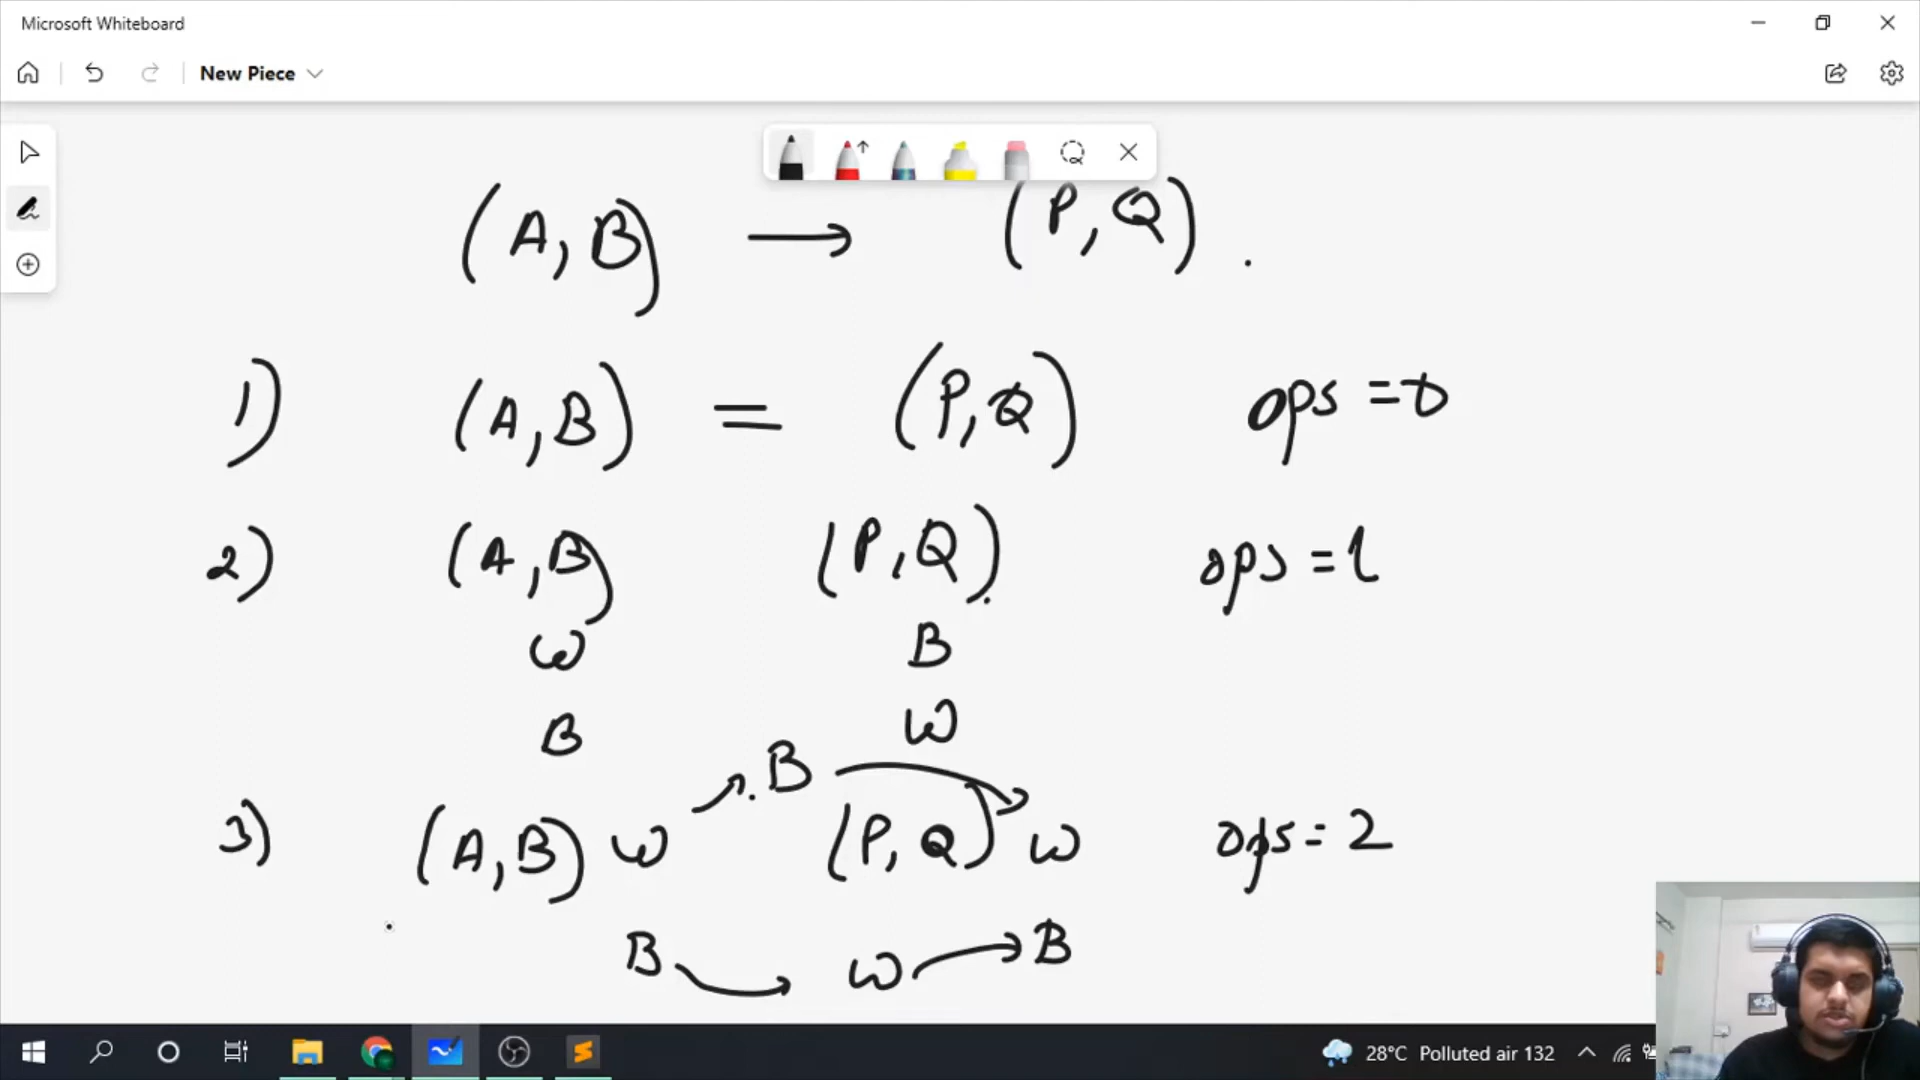 Microsoft Whiteboard
New Piece
(A, B) → (P, Q).
1) (A, B) = (P, Q) ops = 0
2) (A, B) (P, Q) ops = 1
W B
B W
B
3) (A, B) W (P, Q) W ops = 2
B → W → B
28°C Polluted air 132